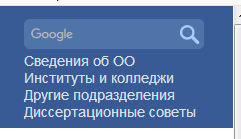 Google
Сведения об ОО
Институты и колледжи
Другие подразделения
Диссертационные советы